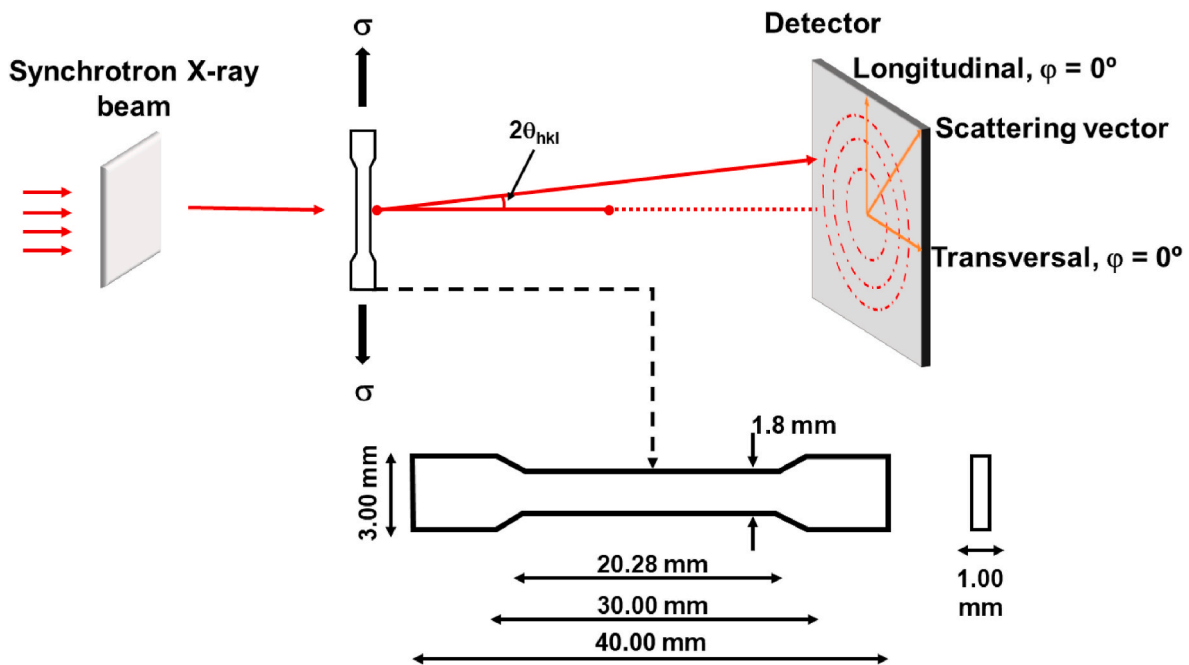 σ
Synchrotron X-ray
beam
2θhkl
Detector
Longitudinal, φ = 0º
Scattering vector
Transversal, φ = 0º
σ
3.00 mm
1.8 mm
20.28 mm
30.00 mm
40.00 mm
1.00
mm